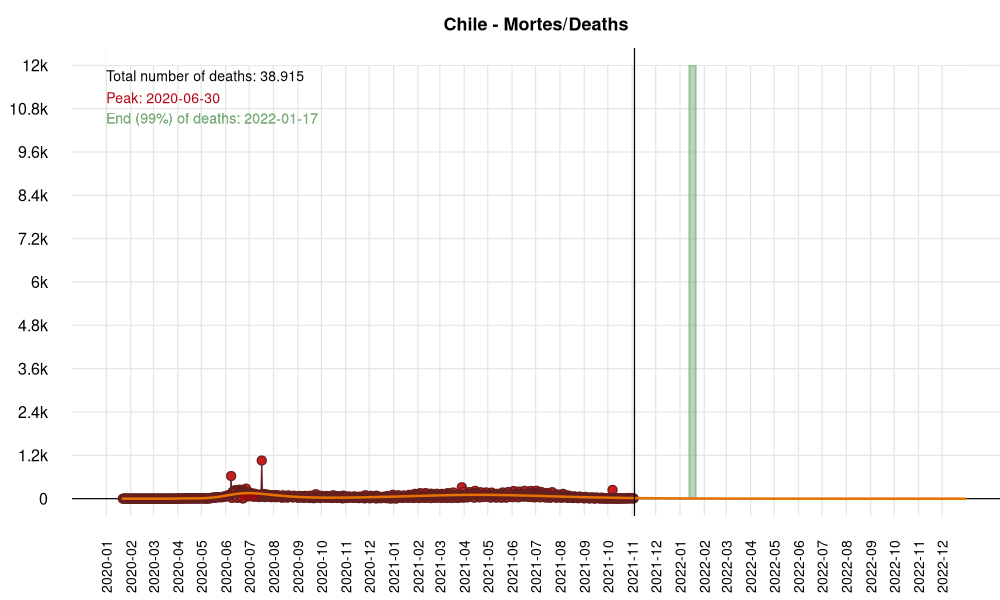 Chile - Mortes/Deaths
Total number of deaths: 38.915
Peak: 2020-06-30
End (99%) of deaths: 2022-01-17
12k
10.8k
9.6k
8.4k
7.2k
6k
4.8k
3.6k
2.4k
1.2k
0
2020-01
2020-02
2020-03
2020-04
2020-05
2020-06
2020-07
2020-08
2020-09
2020-10
2020-11
2020-12
2021-01
2021-02
2021-03
2021-04
2021-05
2021-06
2021-07
2021-08
2021-09
2021-10
2021-11
2021-12
2022-01
2022-02
2022-03
2022-04
2022-05
2022-06
2022-07
2022-08
2022-09
2022-10
2022-11
2022-12